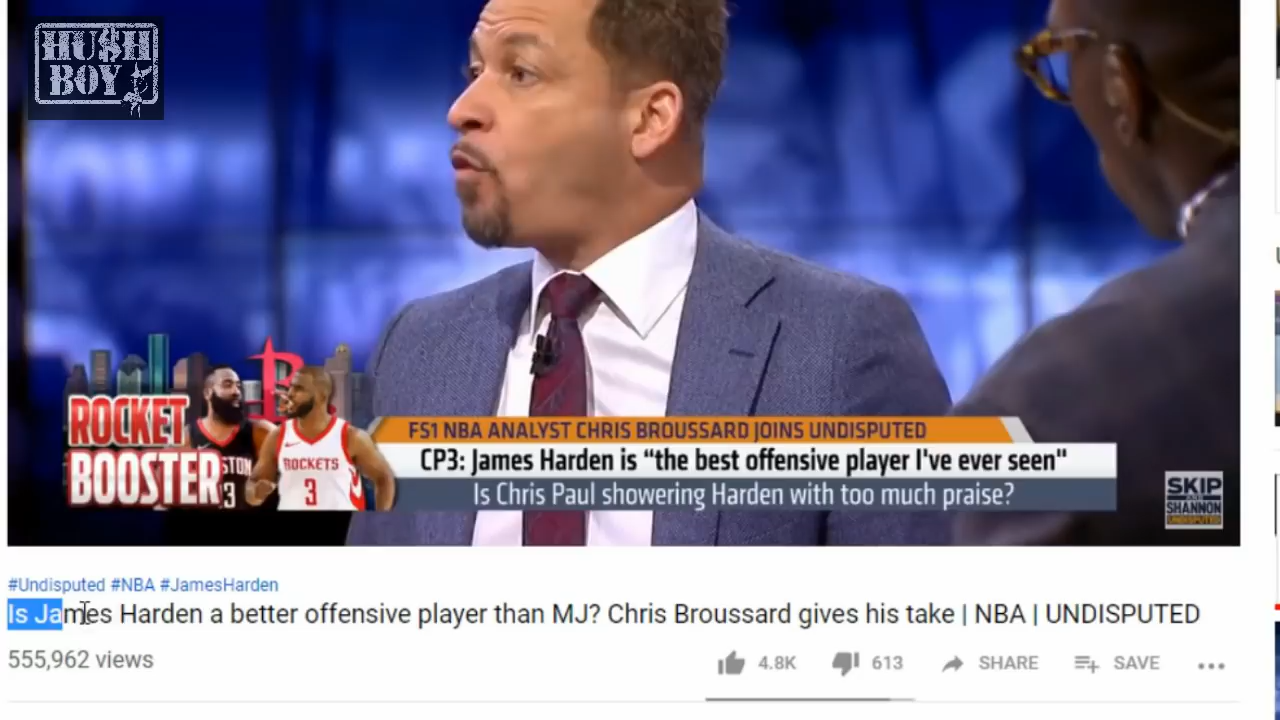 HU$H
BOY
ROCKET
BOOSTER
ROCKETS
3
FS1 NBA ANALYST CHRIS BROUSSARD JOINS UNDISPUTED
CP3: James Harden is “the best offensive player I've ever seen"
Is Chris Paul showering Harden with too much praise?
SKIP
AND
SHANNON
UNDISPUTED
#Undisputed #NBA #JamesHarden
Is James Harden a better offensive player than MJ? Chris Broussard gives his take | NBA | UNDISPUTED
555,962 views
4.8K 613 SHARE SAVE